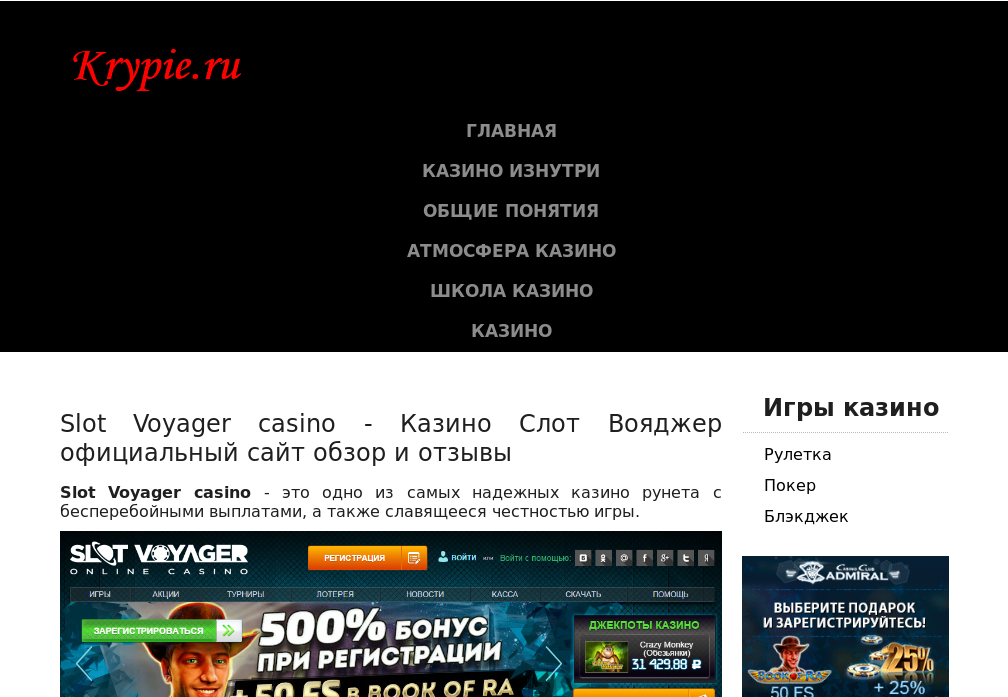 Krypie.ru
ГЛАВНАЯ
КАЗИНО ИЗНУТРИ
ОБЩИЕ ПОНЯТИЯ
АТМОСФЕРА КАЗИНО
ШКОЛА КАЗИНО
КАЗИНО
Slot Voyager casino - Казино Слот Вояджер
официальный сайт обзор и отзывы
Slot Voyager casino - это одно из самых надежных казино рунета с
бесперебойными выплатами, а также славящееся честностью игры.
SLOT VOYAGER
ONLINE CASINO
РЕГИСТРАЦИЯ
ВОЙТИ или Войти с помощью:
ИГРЫ АКЦИИ ТУРНИРЫ ЛОТЕРЕЯ НОВОСТИ КАССА СКАЧАТЬ ПОМОЩЬ
ЗАРЕГИСТРИРОВАТЬСЯ
500% БОНУС
ПРИ РЕГИСТРАЦИИ
+ 50 FS в BOOK OF RA
ДЖЕКПОТЫ КАЗИНО
Crazy Monkey
(Обезьянки)
31 429.88 ₽
Игры казино
Рулетка
Покер
Блэкджек
CASINO CLUB
ADMIRAL
ВЫБЕРИТЕ ПОДАРОК
И ЗАРЕГИСТРИРУЙТЕСЬ!
BOOK OF RA
25%
50 FS
+ 25%